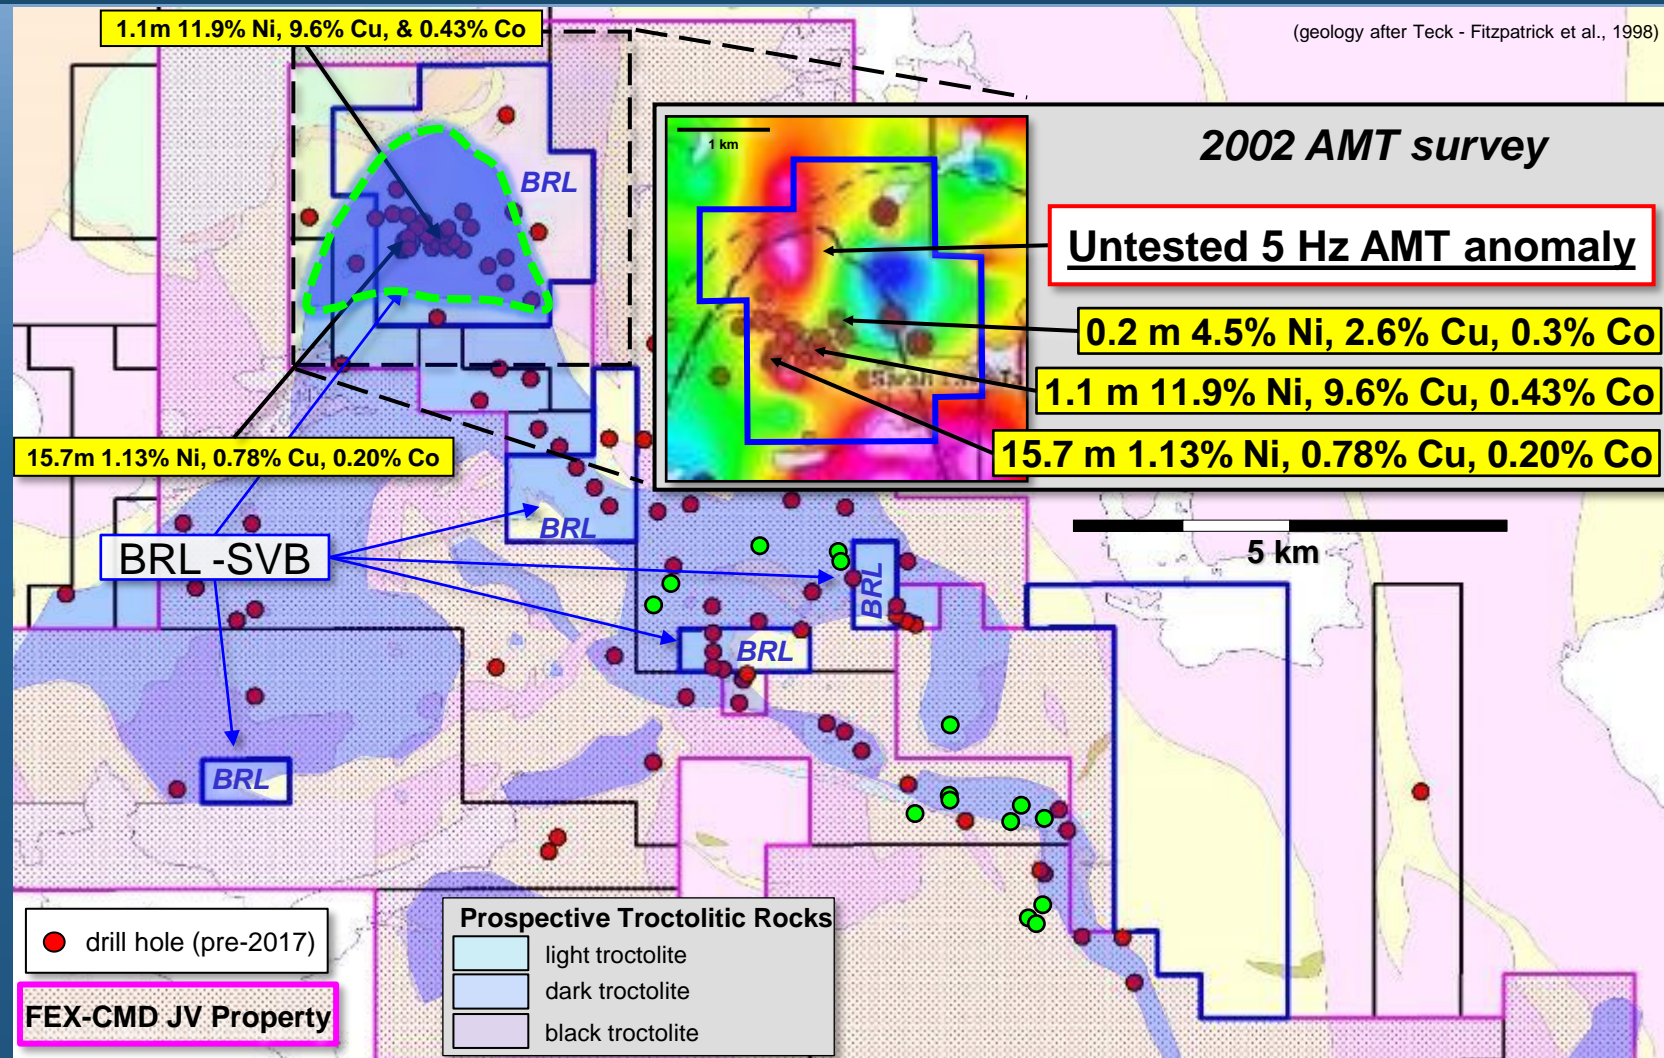 1.1m 11.9% Ni, 9.6% Cu, & 0.43% Co
(geology after Teck - Fitzpatrick et al., 1998)
BRL
1 km
2002 AMT survey
Untested 5 Hz AMT anomaly
0.2 m 4.5% Ni, 2.6% Cu, 0.3% Co
1.1 m 11.9% Ni, 9.6% Cu, 0.43% Co
15.7 m 1.13% Ni, 0.78% Cu, 0.20% Co
15.7m 1.13% Ni, 0.78% Cu, 0.20% Co
BRL
5 km
BRL -SVB
BRL
BRL
BRL
drill hole (pre-2017)
FEX-CMD JV Property
Prospective Troctolitic Rocks
light troctolite
dark troctolite
black troctolite